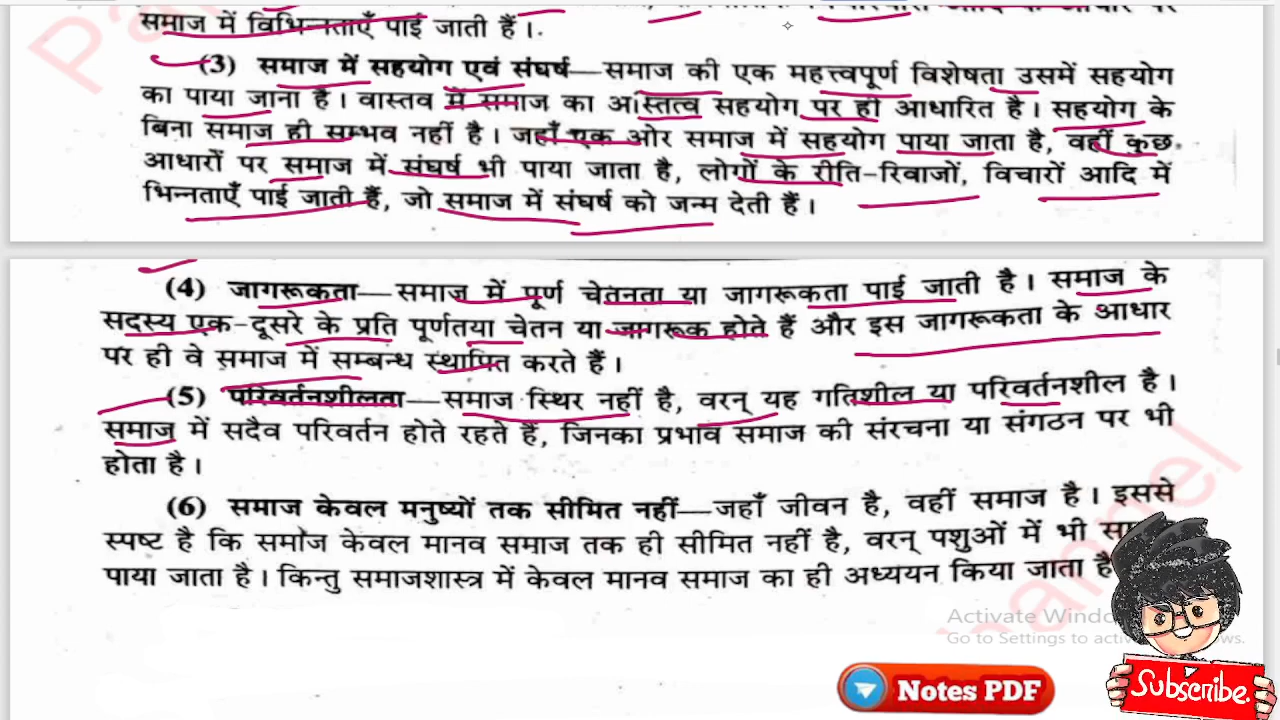 समाज में विभिन्नताएँ पाई जाती हैं।
(3) समाज में सहयोग एवं संघर्ष—समाज की एक महत्त्वपूर्ण विशेषता उसमें सहयोग
का पाया जाना है। वास्तव में समाज का अस्तित्व सहयोग पर ही आधारित है। सहयोग के
बिना समाज ही सम्भव नहीं है। जहाँ एक ओर समाज में सहयोग पाया जाता है, वहीं कुछ
आधारों पर समाज में संघर्ष भी पाया जाता है, लोगों के रीति-रिवाजों, विचारों आदि में
भिन्नताएँ पाई जाती हैं, जो समाज में संघर्ष को जन्म देती हैं।
(4) जागरूकता—समाज में पूर्ण चेतनता या जागरूकता पाई जाती है। समाज के
सदस्य एक-दूसरे के प्रति पूर्णतया चेतन या जागरूक होते हैं और इस जागरूकता के आधार
पर ही वे समाज में सम्बन्ध स्थापित करते हैं।
(5) परिवर्तनशीलता—समाज स्थिर नहीं है, वरन् यह गतिशील या परिवर्तनशील है।
समाज में सदैव परिवर्तन होते रहते हैं, जिनका प्रभाव समाज की संरचना या संगठन पर भी
होता है।
(6) समाज केवल मनुष्यों तक सीमित नहीं—जहाँ जीवन है, वहीं समाज है। इससे
स्पष्ट है कि समाज केवल मानव समाज तक ही सीमित नहीं है, वरन् पशुओं में भी
पाया जाता है। किन्तु समाजशास्त्र में केवल मानव समाज का ही अध्ययन किया जाता है
Activate
Go to Settings to
Notes PDF
Subscribe.